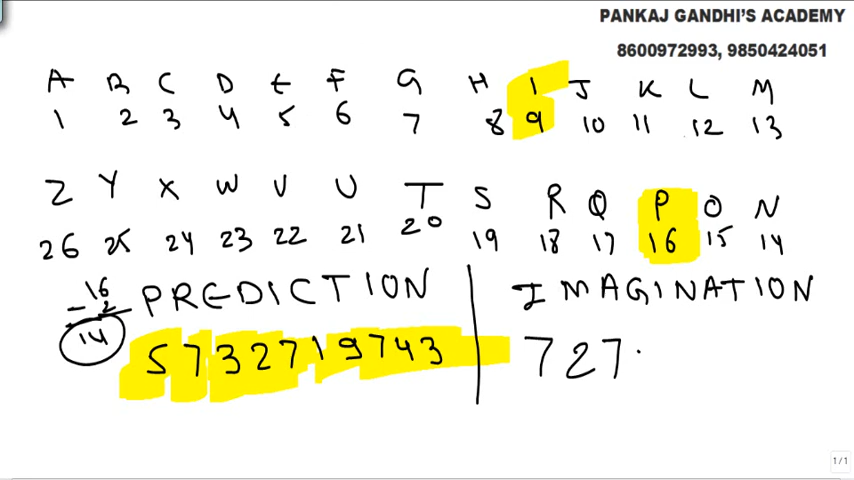 PANKAJ GANDHI'S ACADEMY
8600972993, 9850424051
A B C D E F G H I J K L M
1 2 3 4 5 6 7 8 9 10 11 12 13
Z Y X W V U T S R Q P O N
26 25 24 23 22 21 20 19 18 17 16 15 14
16 PREDICTION IMAGINATION
- 2
14 5732719743 727
1/1